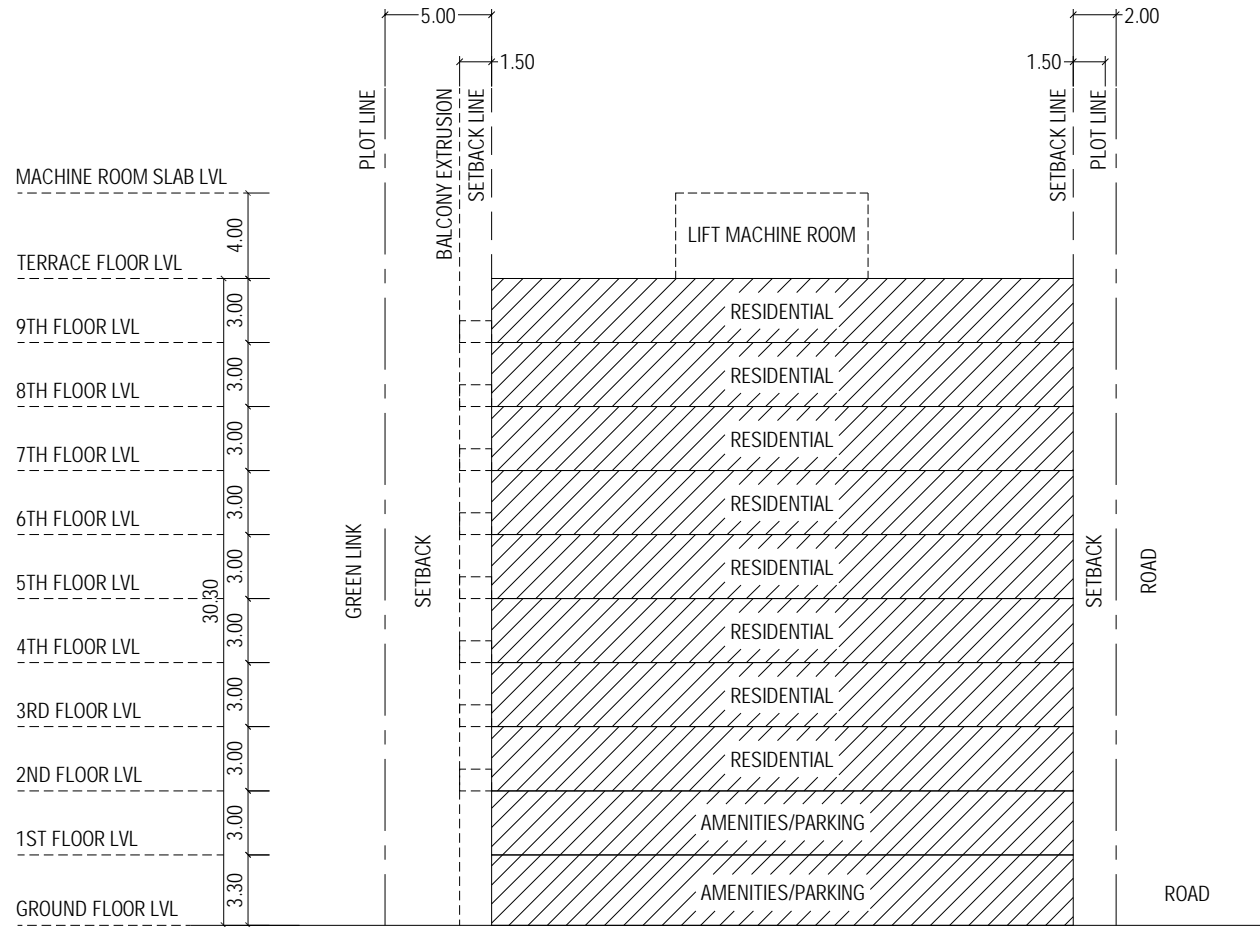 5.00
2.00
1.50
1.50
PLOT LINE
BALCONY EXTRUSION
SETBACK LINE
SETBACK LINE
PLOT LINE
MACHINE ROOM SLAB LVL
4.00
LIFT MACHINE ROOM
TERRACE FLOOR LVL
3.00
RESIDENTIAL
9TH FLOOR LVL
3.00
RESIDENTIAL
8TH FLOOR LVL
3.00
RESIDENTIAL
7TH FLOOR LVL
3.00
RESIDENTIAL
6TH FLOOR LVL
3.00
RESIDENTIAL
5TH FLOOR LVL
30.30
GREEN LINK
SETBACK
SETBACK
ROAD
3.00
RESIDENTIAL
4TH FLOOR LVL
3.00
RESIDENTIAL
3RD FLOOR LVL
3.00
RESIDENTIAL
2ND FLOOR LVL
3.00
AMENITIES/PARKING
1ST FLOOR LVL
3.30
AMENITIES/PARKING
ROAD
GROUND FLOOR LVL